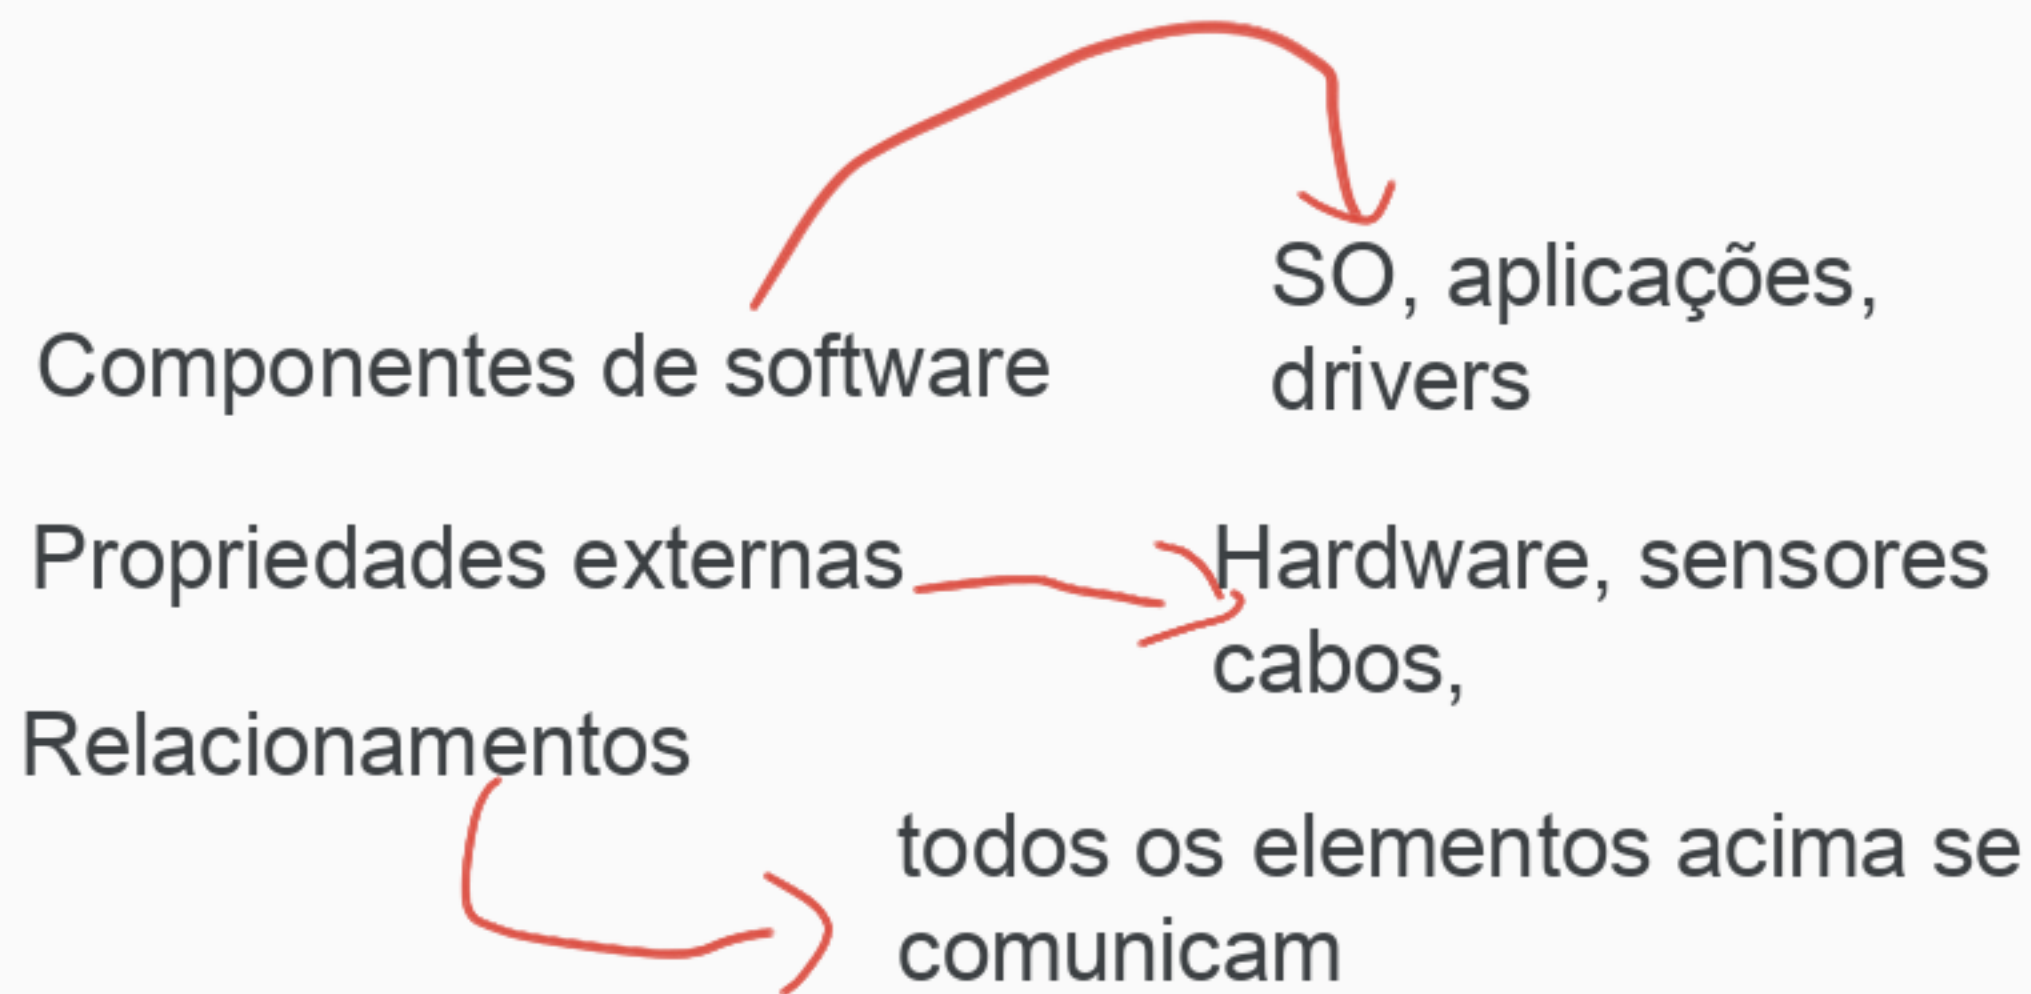 Componentes de software
SO, aplicações,
drivers
Propriedades externas
Hardware, sensores
cabos,
Relacionamentos
todos os elementos acima se
comunicam